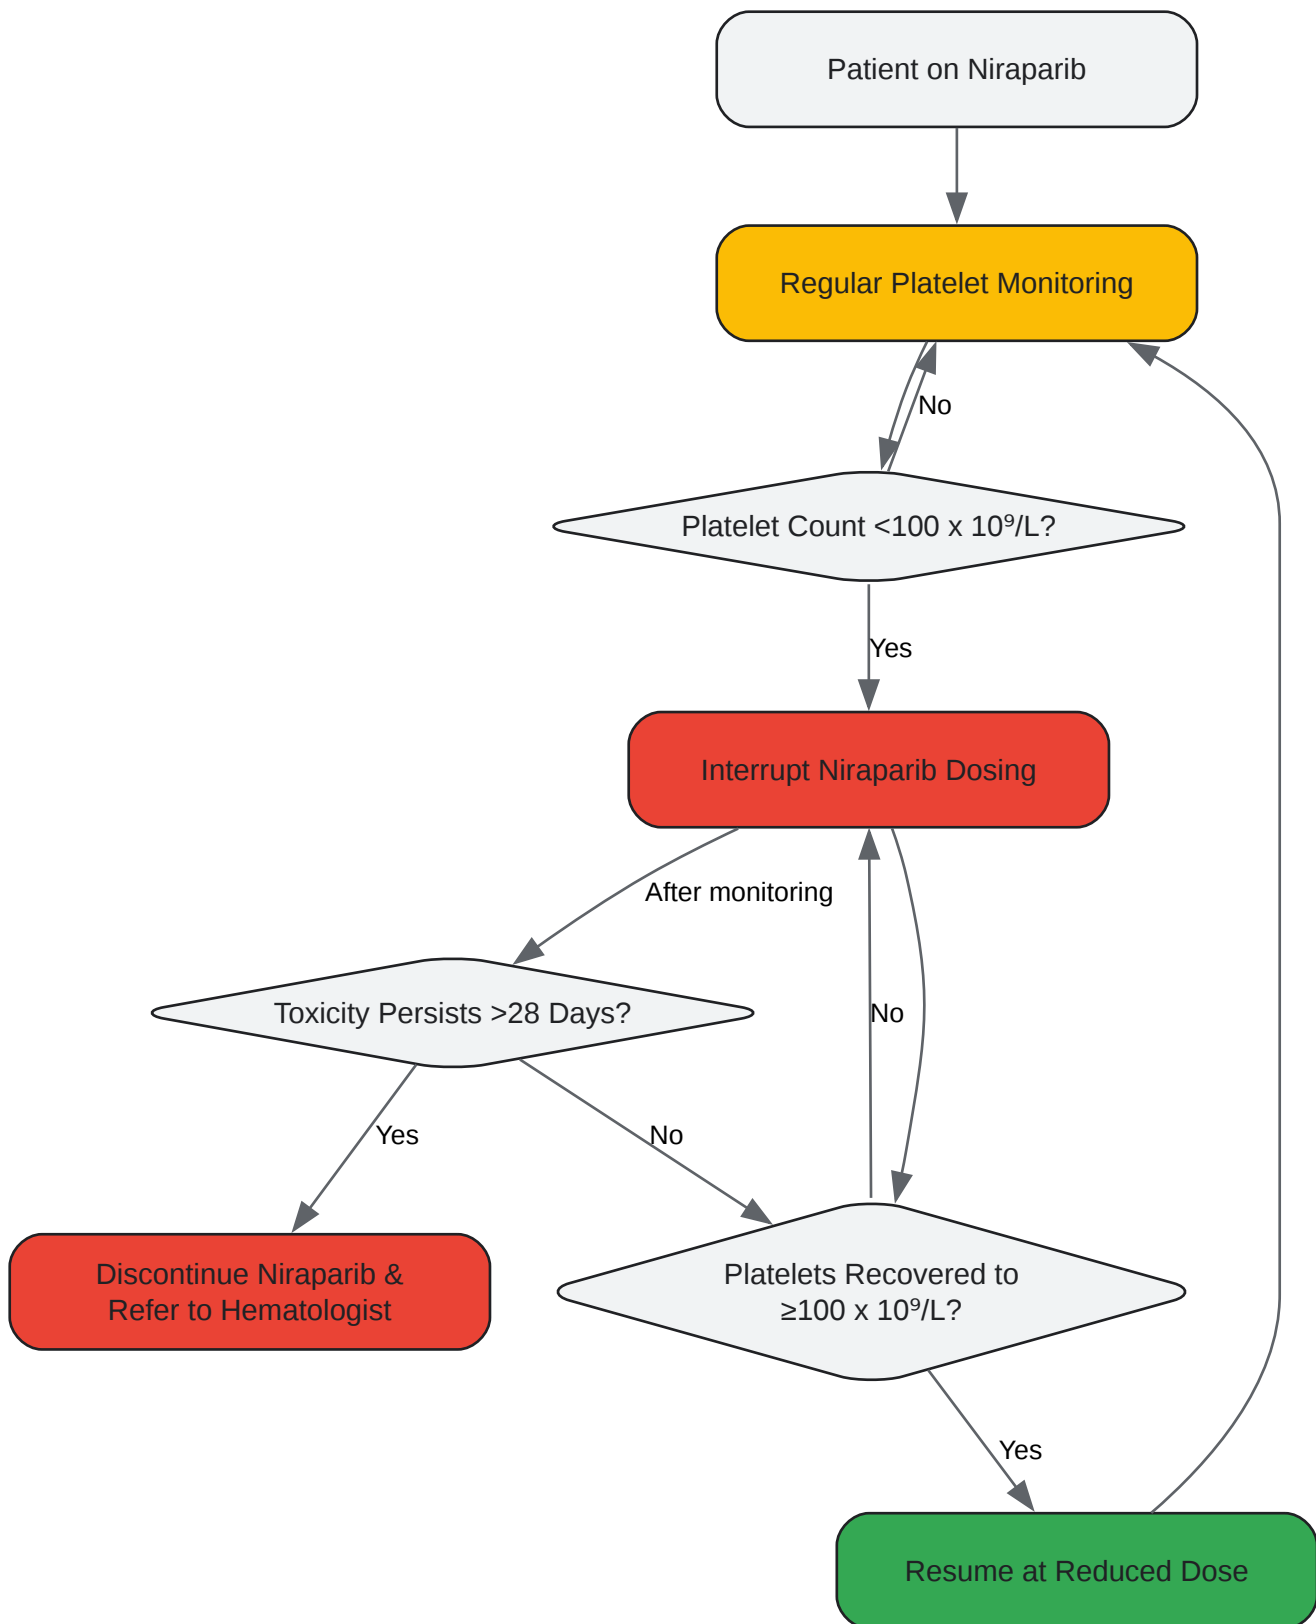 Patient on Niraparib
Regular Platelet Monitoring
No
Platelet Count <100 x 10⁹/L?
Yes
Interrupt Niraparib Dosing
After monitoring
Toxicity Persists >28 Days?
No
Yes
No
Discontinue Niraparib &
Refer to Hematologist
Platelets Recovered to
≥100 x 10⁹/L?
Yes
Resume at Reduced Dose